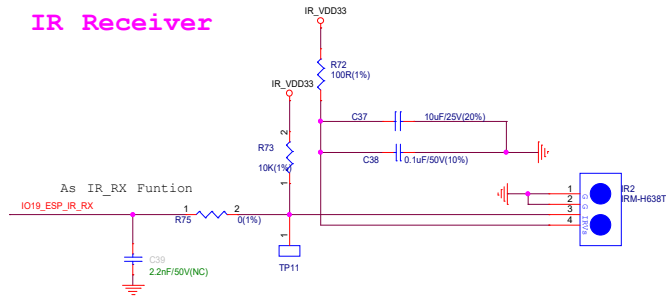 IR Receiver
IR_VDD33
R72
100R(1%)
IR_VDD33
C37
10uF/25V(20%)
2
R73
10K(1%)
C38
0.1uF/50V(10%)
1
As IR_RX Funtion
IO19_ESP_IR_RX
1
2
R75
0(1%)
1
TP11
C39
2.2nF/50V(NC)
1
2
3
4
G
G
IR
Vs
IR2
IRM-H638T